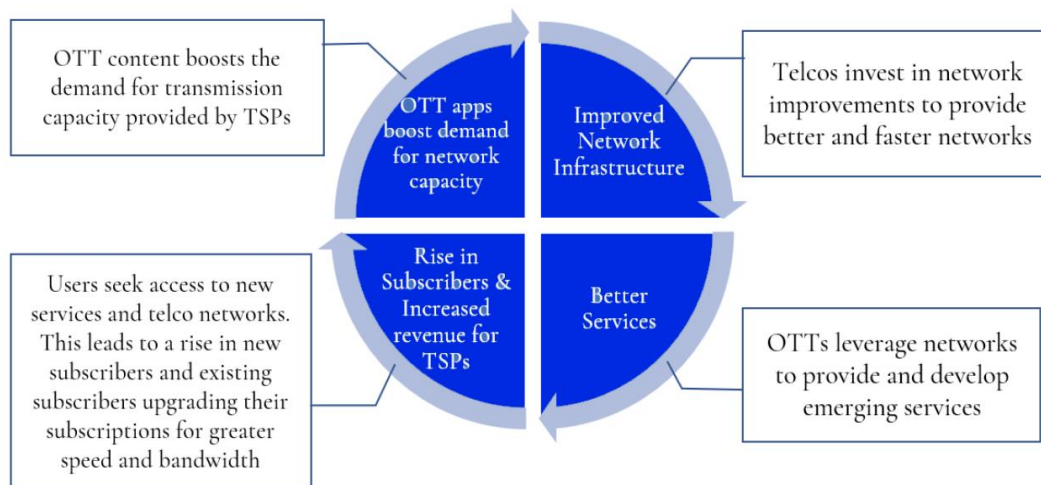 OTT content boosts the
demand for transmission
capacity provided by TSPs
OTT apps
boost demand
for network
capacity
Improved
Network
Infrastructure
Telcos invest in network
improvements to provide
better and faster networks
Users seek access to new
services and telco networks.
This leads to a rise in new
subscribers and existing
subscribers upgrading their
subscriptions for greater
speed and bandwidth
Rise in
Subscribers &
Increased
revenue for
TSPs
Better
Services
OTTs leverage networks
to provide and develop
emerging services